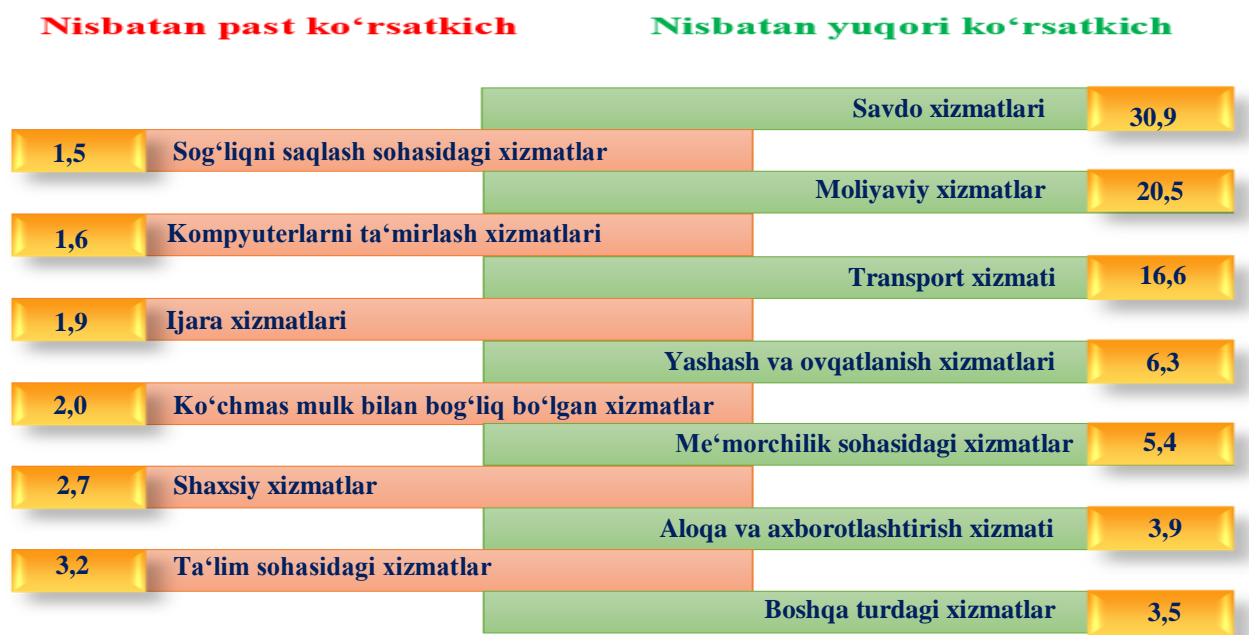 Nisbatan past ko‘rsatkich
Nisbatan yuqori ko‘rsatkich
Savdo xizmatlari 30,9
1,5 Sog‘liqni saqlash sohasidagi xizmatlar
Moliyaviy xizmatlar 20,5
1,6 Kompyuterlarni ta‘mirlash xizmatlari
Transport xizmati 16,6
1,9 Ijara xizmatlari
Yashash va ovqatlanish xizmatlari 6,3
2,0 Ko‘chmas mulk bilan bog‘liq bo‘lgan xizmatlar
Me‘morchilik sohasidagi xizmatlar 5,4
2,7 Shaxsiy xizmatlar
Aloqa va axborotlashtirish xizmati 3,9
3,2 Ta‘lim sohasidagi xizmatlar
Boshqa turdagi xizmatlar 3,5